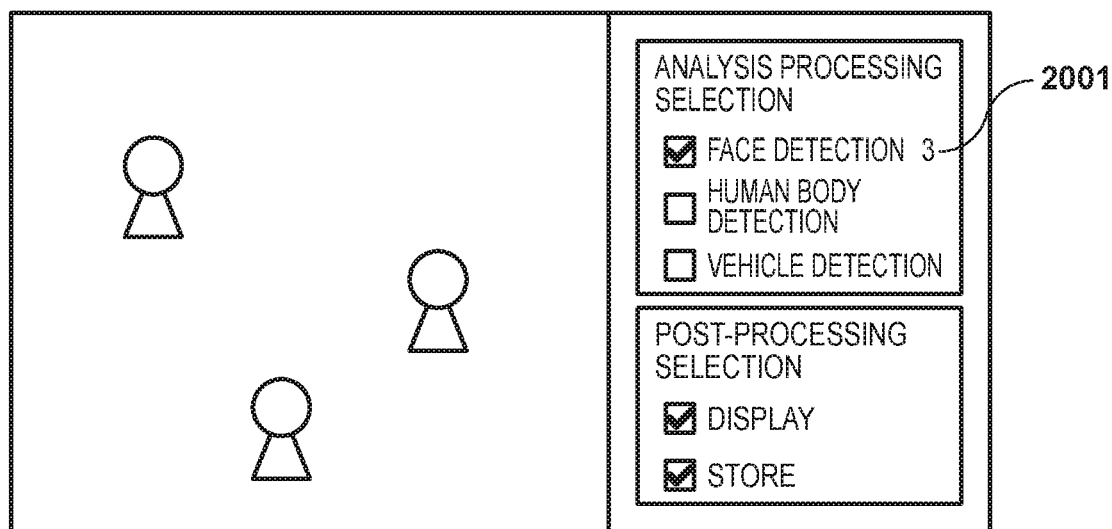 ANALYSIS PROCESSING
SELECTION
FACE DETECTION 3
2001
HUMAN BODY
DETECTION
VEHICLE DETECTION
POST-PROCESSING
SELECTION
DISPLAY
STORE